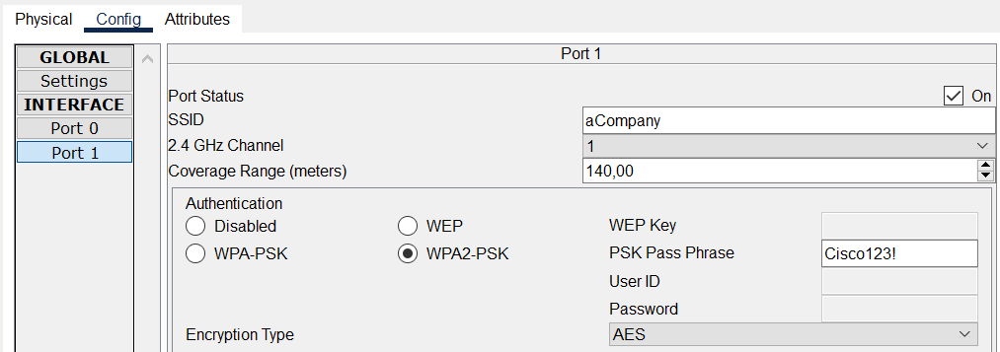 Physical Config Attributes
GLOBAL
Settings
INTERFACE
Port 0
Port 1
Port 1
Port Status On
SSID aCompany
2.4 GHz Channel 1
Coverage Range (meters) 140,00
Authentication
Disabled WEP WEP Key
WPA-PSK WPA2-PSK PSK Pass Phrase Cisco123!
User ID
Password
Encryption Type AES